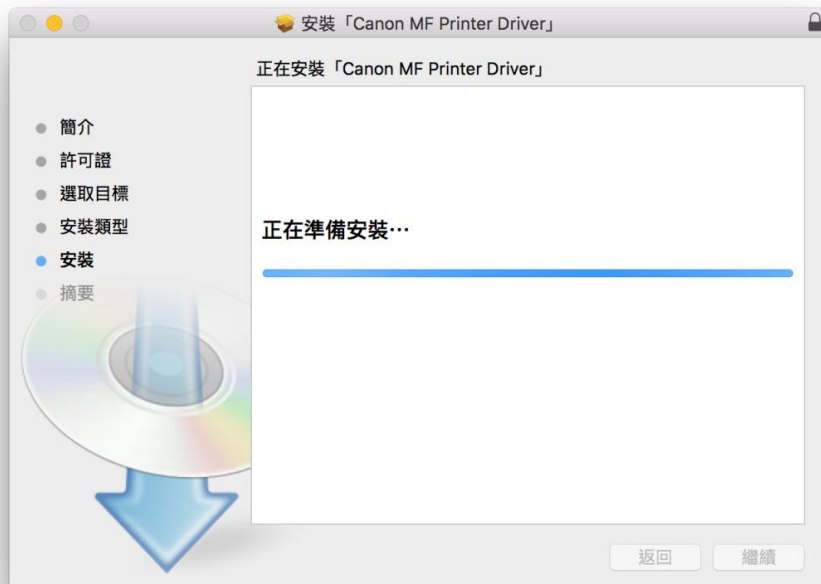 安裝「Canon MF Printer Driver」
正在安裝「Canon MF Printer Driver」
簡介
許可證
選取目標
安裝類型
安裝
摘要
正在準備安裝⋯
返回
繼續